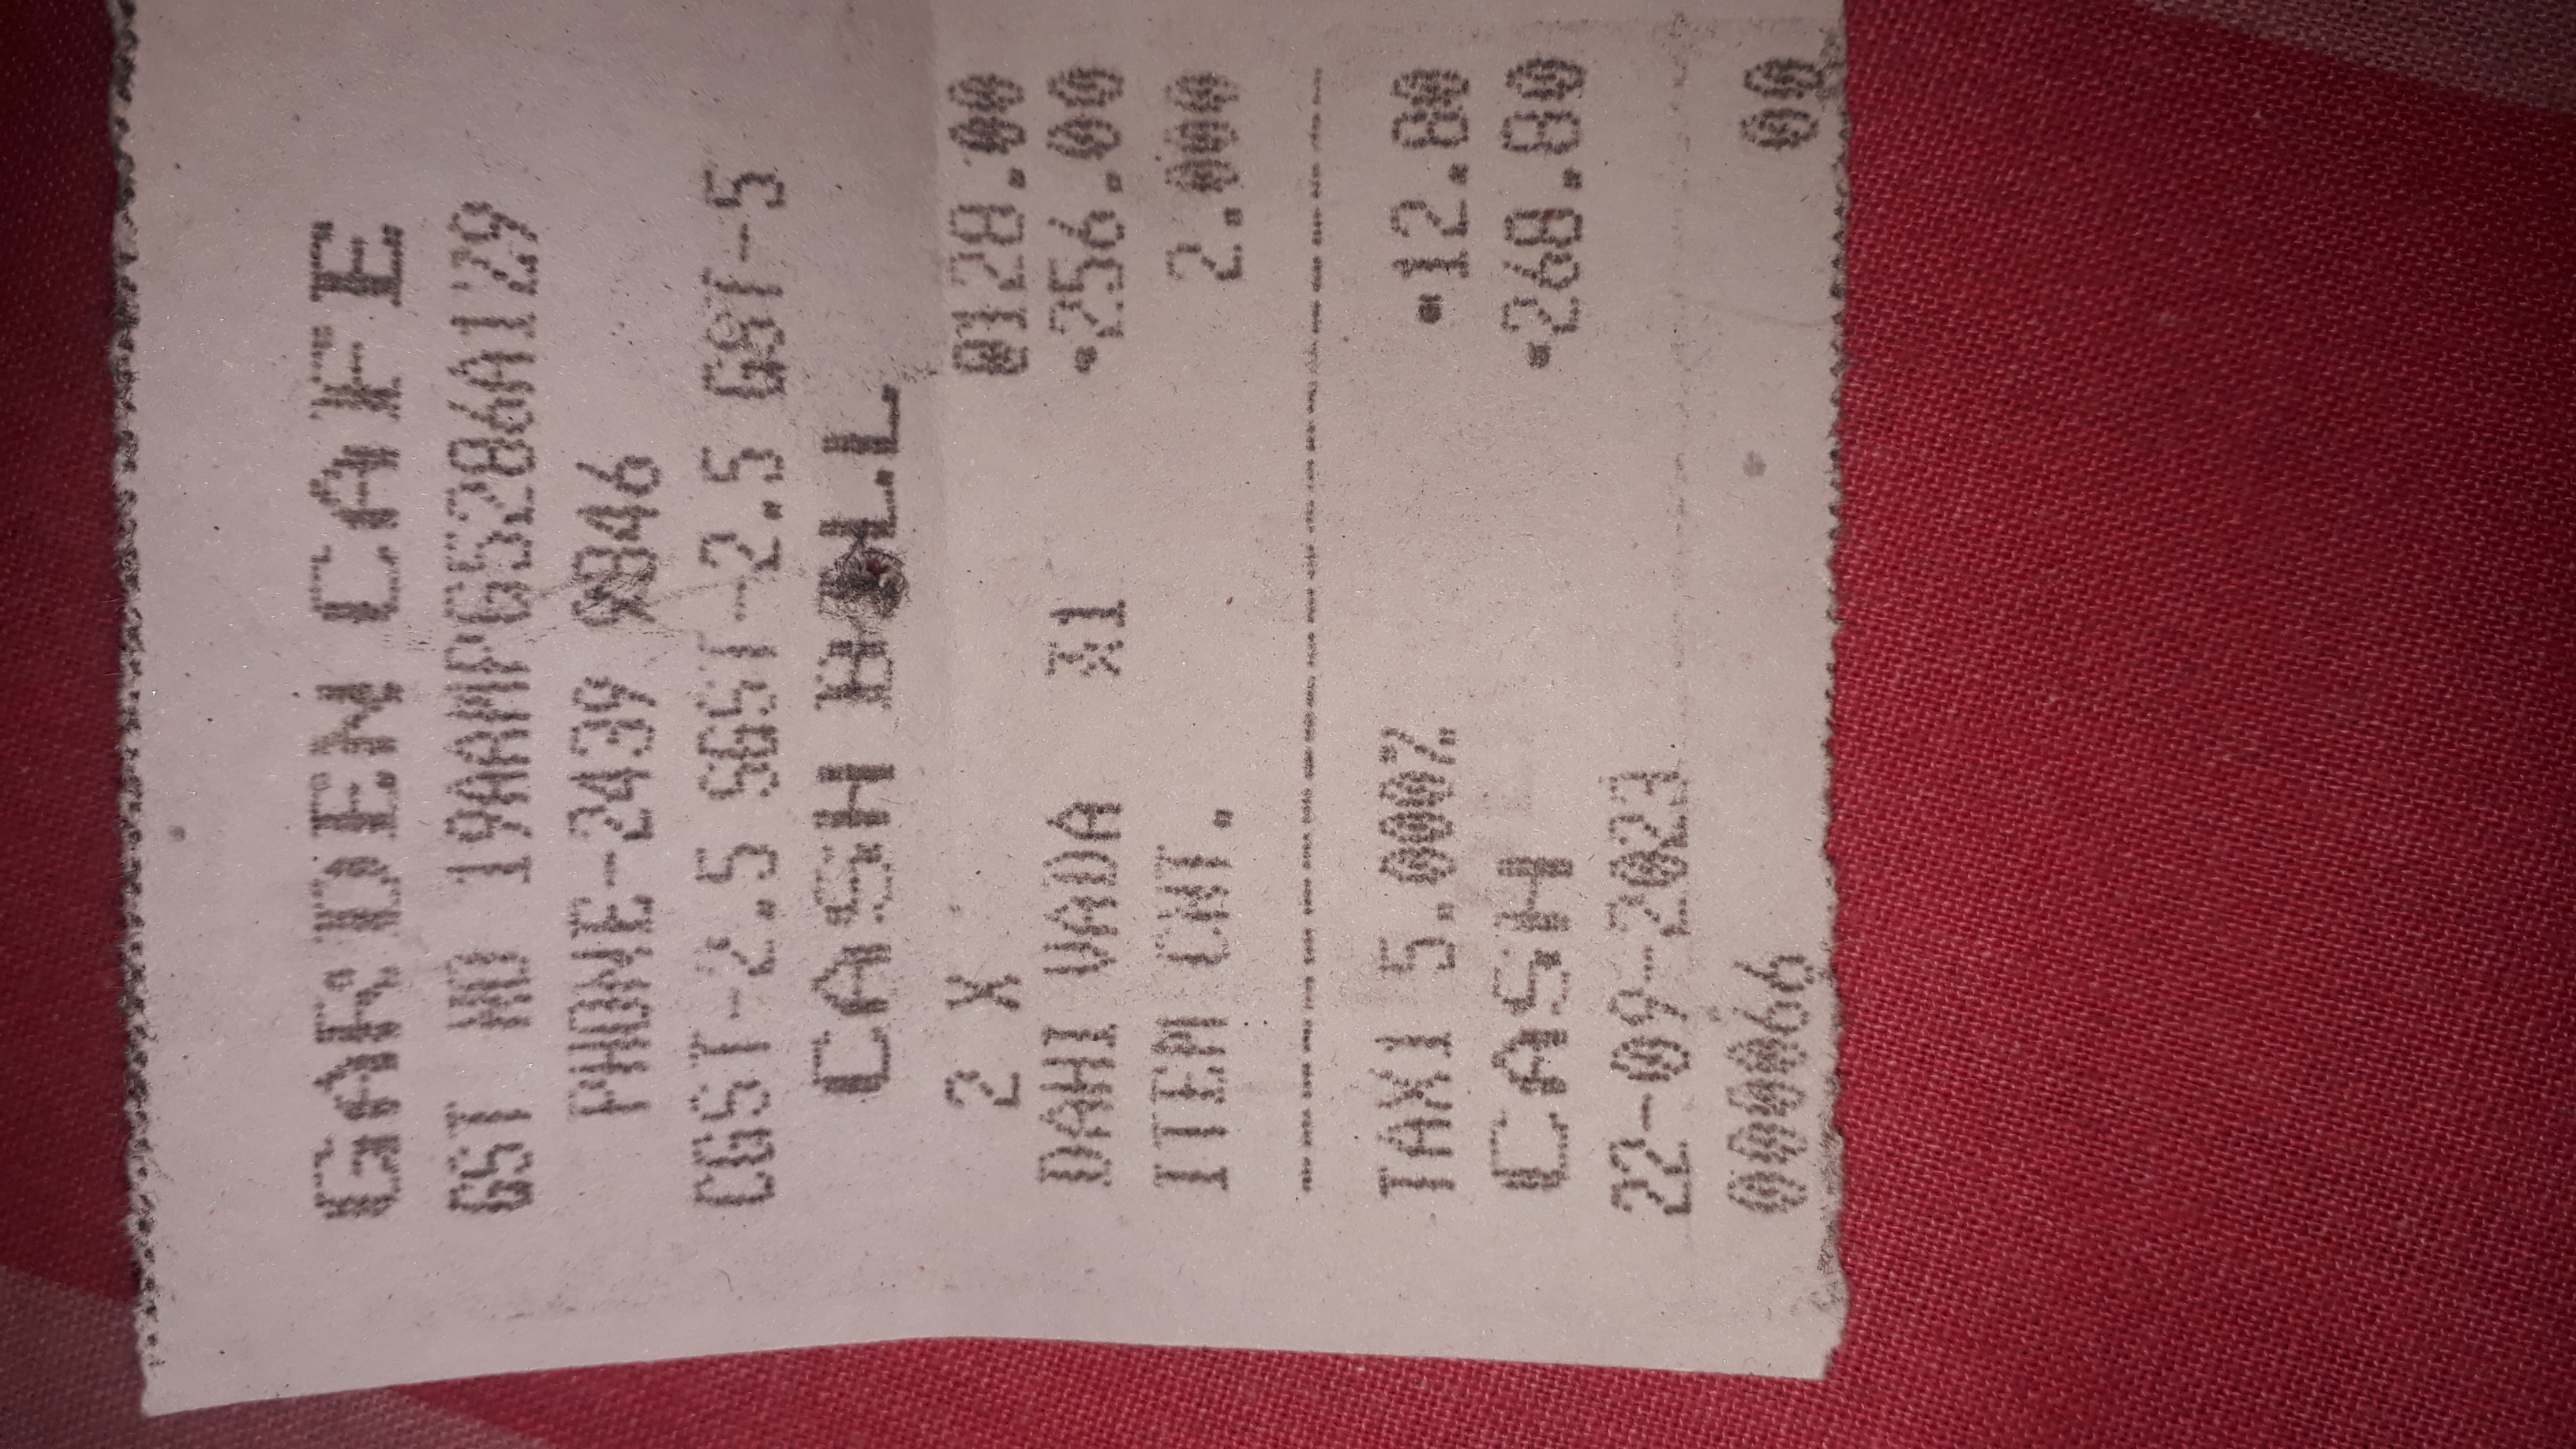 GARDEN CAFE
GST NO 19AAMPG5286A1Z9
PHONE-2439 9846
CGST-2.5 SGST-2.5 GST-5
CASH BILL
2 X @128.00
DAHI VADA X1 •256.00
ITEM CNT. 2.000
TAX1 5.000% •12.80
CASH •268.80
22-09-2023
000066 00